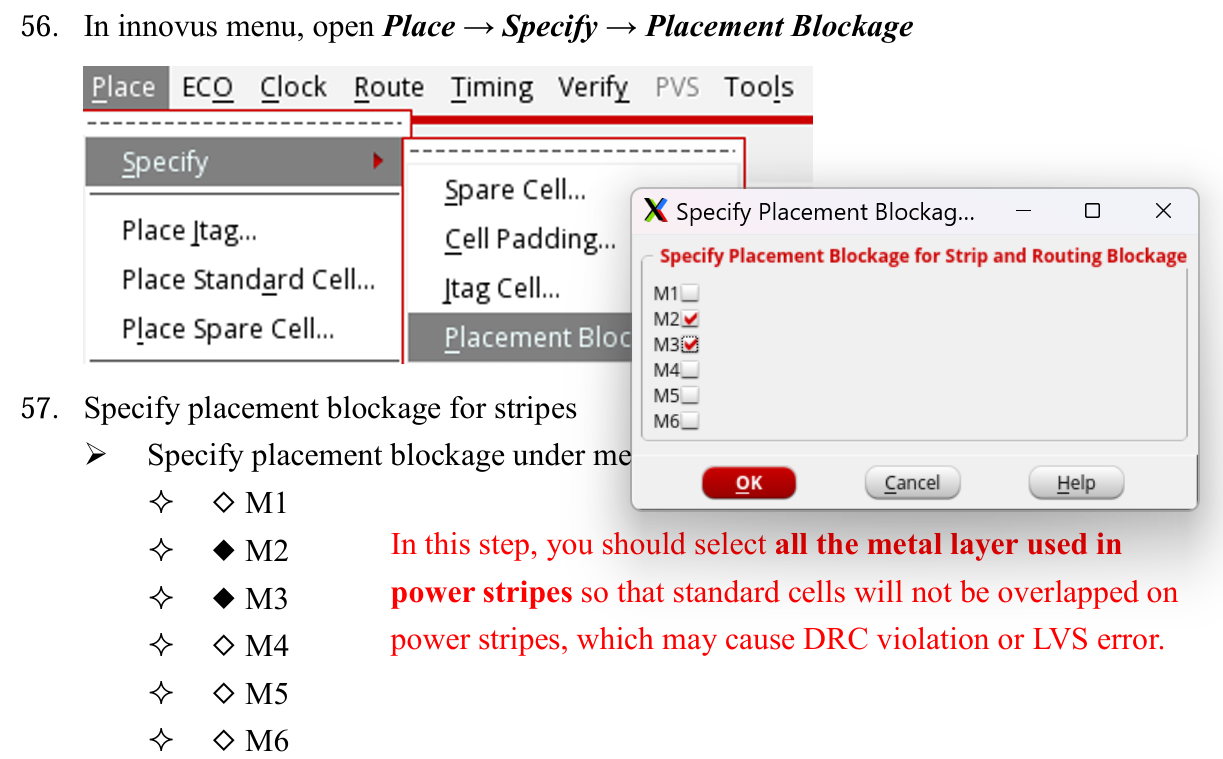 56. In innovus menu, open Place → Specify → Placement Blockage
Place ECO Clock Route Timing Verify PVS Tools
Specify
Place Jtag...
Place Standard Cell...
Place Spare Cell...
Spare Cell...
Cell Padding...
Jtag Cell...
Placement Bloc
Specify Placement Blockag...
Specify Placement Blockage for Strip and Routing Blockage
M1
M2
M3
M4
M5
M6
OK Cancel Help
57. Specify placement blockage for stripes
➢ Specify placement blockage under me
✧ ◇ M1
✧ ◆ M2
✧ ◆ M3
✧ ◇ M4
✧ ◇ M5
✧ ◇ M6
In this step, you should select all the metal layer used in
power stripes so that standard cells will not be overlapped on
power stripes, which may cause DRC violation or LVS error.